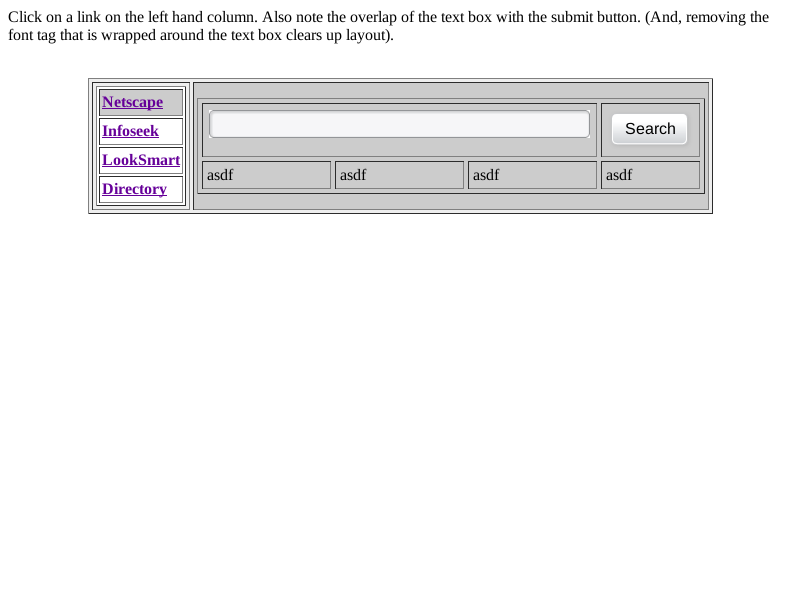 Click on a link on the left hand column. Also note the overlap of the text box with the submit button. (And, removing the
font tag that is wrapped around the text box clears up layout).
Netscape
Infoseek
LookSmart
Directory
Search
asdf asdf asdf asdf